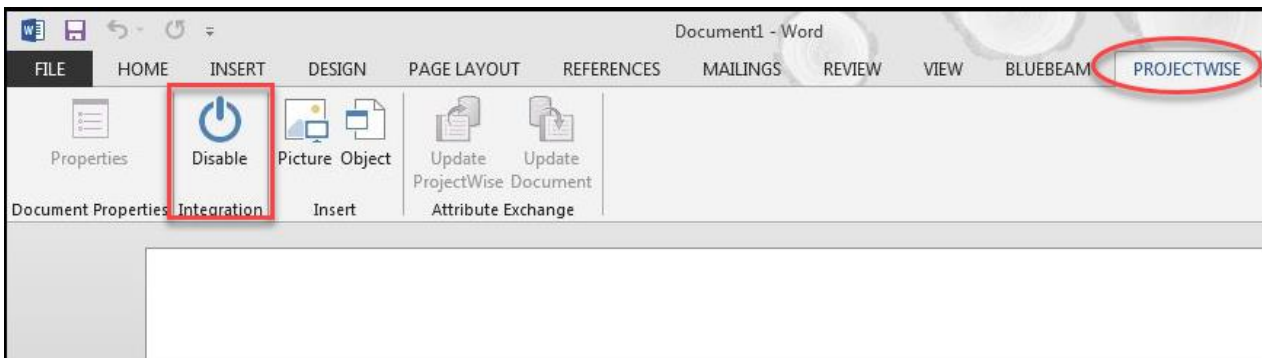 Document1 - Word
FILE HOME INSERT DESIGN PAGE LAYOUT REFERENCES MAILINGS REVIEW VIEW BLUEBEAM PROJECTWISE
Properties Disable Picture Object Update Update
ProjectWise Document
Document Properties Integration Insert Attribute Exchange